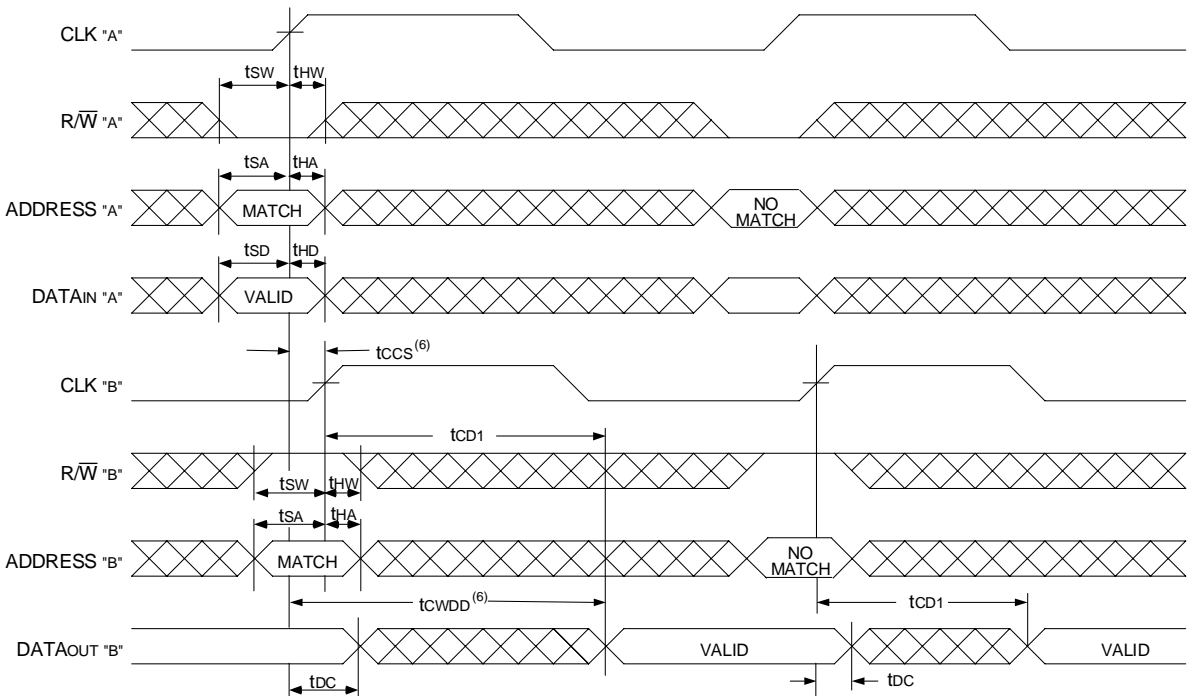 CLK "A"
tSW tHW
R/W̅ "A"
tSA tHA
ADDRESS "A" MATCH NO MATCH
tSD tHD
DATAIN "A" VALID
tCCS(6)
CLK "B"
tCD1
R/W̅ "B"
tSW tHW
tSA tHA
ADDRESS "B" MATCH NO MATCH
tCWDD(6) tCD1
DATAOUT "B" VALID VALID
tDC tDC